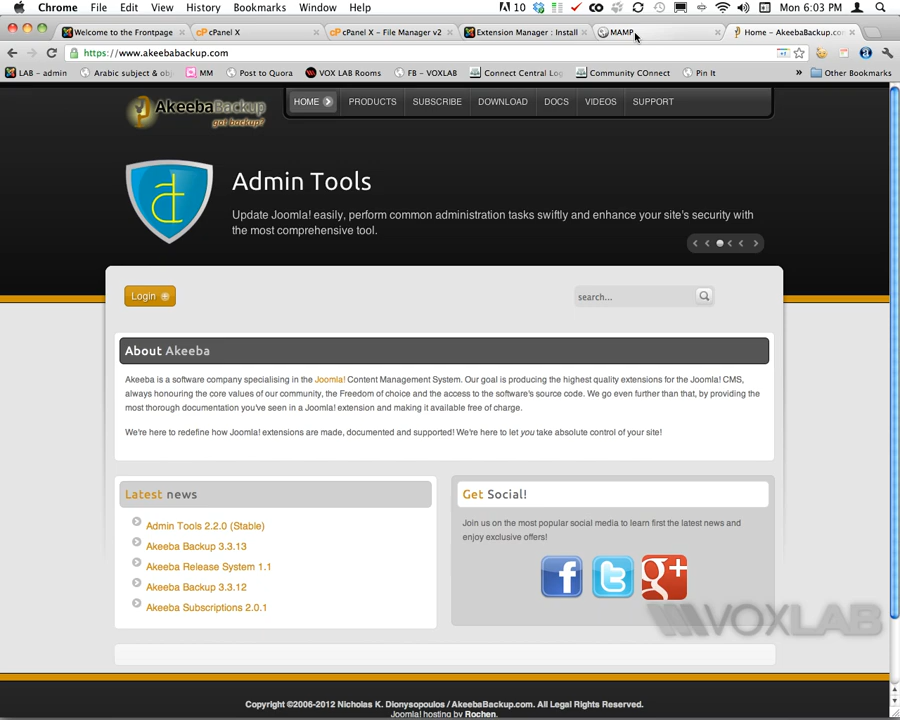 Chrome File Edit View History Bookmarks Window Help 10 Mon 6:03 PM
Welcome to the Frontpage cPanel X cPanel X - File Manager v2 Extension Manager : Install MAMP Home - AkeebaBackup.co
https://www.akeebabackup.com
LAB - admin Arabic subject & ob MM Post to Quora VOX LAB Rooms FB - VOXLAB Connect Central Log Community COnnect Pin It » Other Bookmarks
AkeebaBackup
got backup?
HOME PRODUCTS SUBSCRIBE DOWNLOAD DOCS VIDEOS SUPPORT
Admin Tools
Update Joomla! easily, perform common administration tasks swiftly and enhance your site's security with
the most comprehensive tool.
Login
search...
About Akeeba
Akeeba is a software company specialising in the Joomla! Content Management System. Our goal is producing the highest quality extensions for the Joomla! CMS,
always honouring the core values of our community, the Freedom of choice and the access to the software's source code. We go even further than that, by providing the
most thorough documentation you've seen in a Joomla! extension and making it available free of charge.
We're here to redefine how Joomla! extensions are made, documented and supported! We're here to let you take absolute control of your site!
Latest news
Admin Tools 2.2.0 (Stable)
Akeeba Backup 3.3.13
Akeeba Release System 1.1
Akeeba Backup 3.3.12
Akeeba Subscriptions 2.0.1
Get Social!
Join us on the most popular social media to learn first the latest news and
enjoy exclusive offers!
VOXLAB
Copyright ©2006-2012 Nicholas K. Dionysopoulos / AkeebaBackup.com. All Legal Rights Reserved.
Joomla! hosting by Rochen.